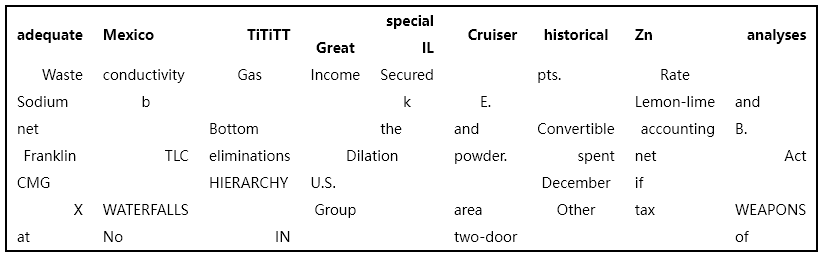 adequate Mexico TiTiTT Great special IL Cruiser historical Zn analyses
Waste conductivity Gas Income Secured pts. Rate
Sodium b k E. Lemon-lime and
net Bottom the and Convertible accounting B.
Franklin TLC eliminations Dilation powder. spent net Act
CMG HIERARCHY U.S. December if
X WATERFALLS Group area Other tax WEAPONS
at No IN two-door of